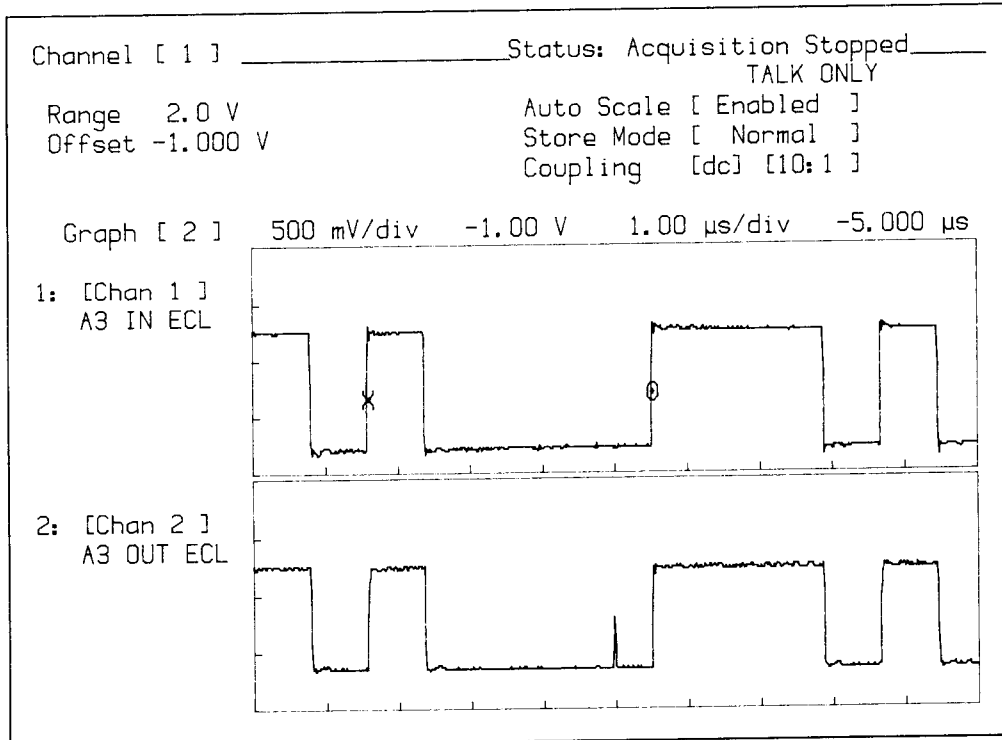 Channel [ 1 ] Status: Acquisition Stopped
TALK ONLY
Range 2.0 V Auto Scale [ Enabled ]
Offset -1.000 V Store Mode [ Normal ]
Coupling [dc] [10:1 ]
Graph [ 2 ] 500 mV/div -1.00 V 1.00 µs/div -5.000 µs
1: [Chan 1 ]
A3 IN ECL
2: [Chan 2 ]
A3 OUT ECL